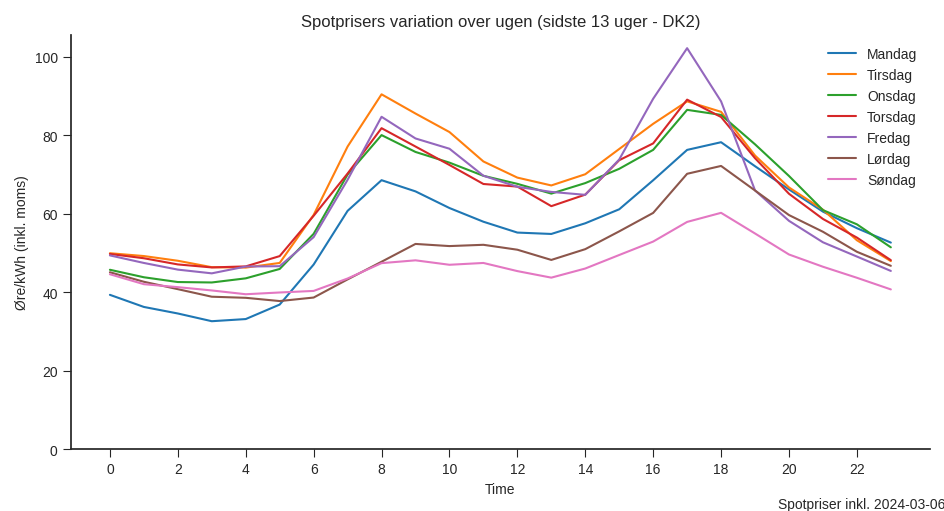 Spotprisers variation over ugen (sidste 13 uger - DK2)
Mandag
Tirsdag
Onsdag
Torsdag
Fredag
Lørdag
Søndag
Øre/kWh (inkl. moms)
100
80
60
40
20
0
0 2 4 6 8 10 12 14 16 18 20 22
Time
Spotpriser inkl. 2024-03-06